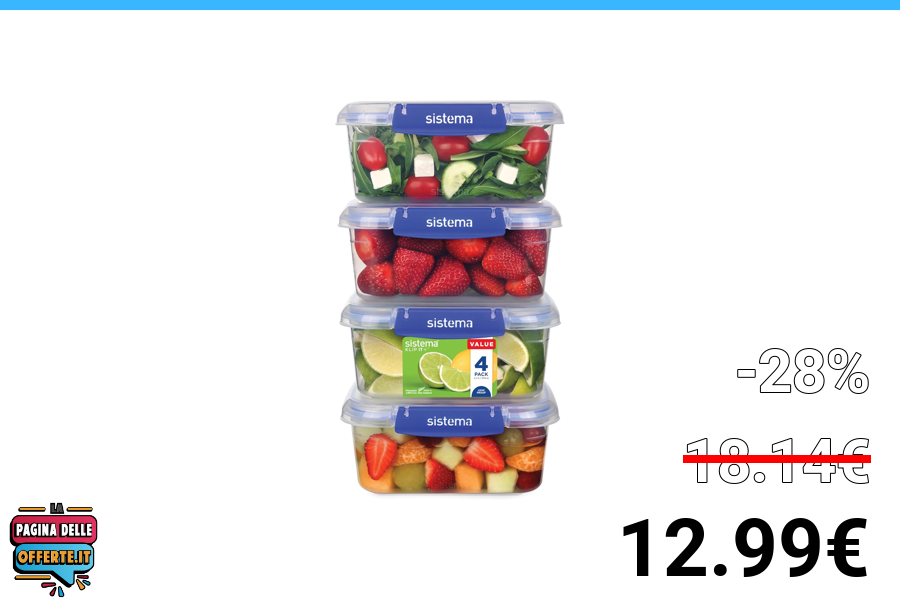 sistema
sistema
sistema
sistema
KLIP IT+
VALUE
4
PACK
sistema
-28%
18.14€
12.99€
LA
PAGINA DELLE
OFFERTE.IT